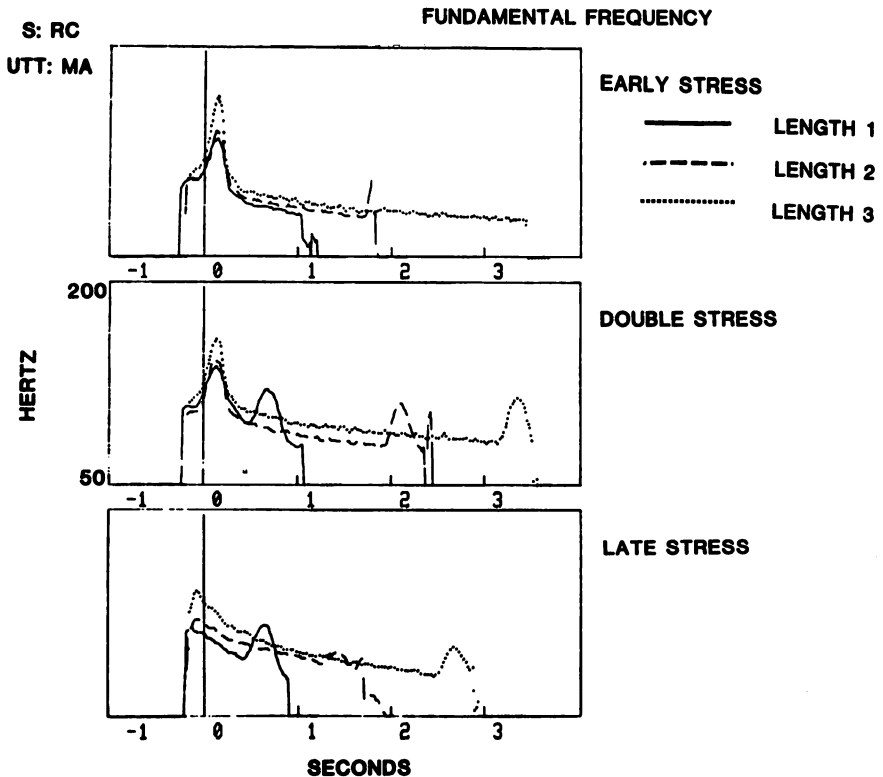 FUNDAMENTAL FREQUENCY
S: RC
UTT: MA
EARLY STRESS
LENGTH 1
LENGTH 2
LENGTH 3
-1 0 1 2 3
200
DOUBLE STRESS
HERTZ
50
-1 0 1 2 3
LATE STRESS
-1 0 1 2 3
SECONDS